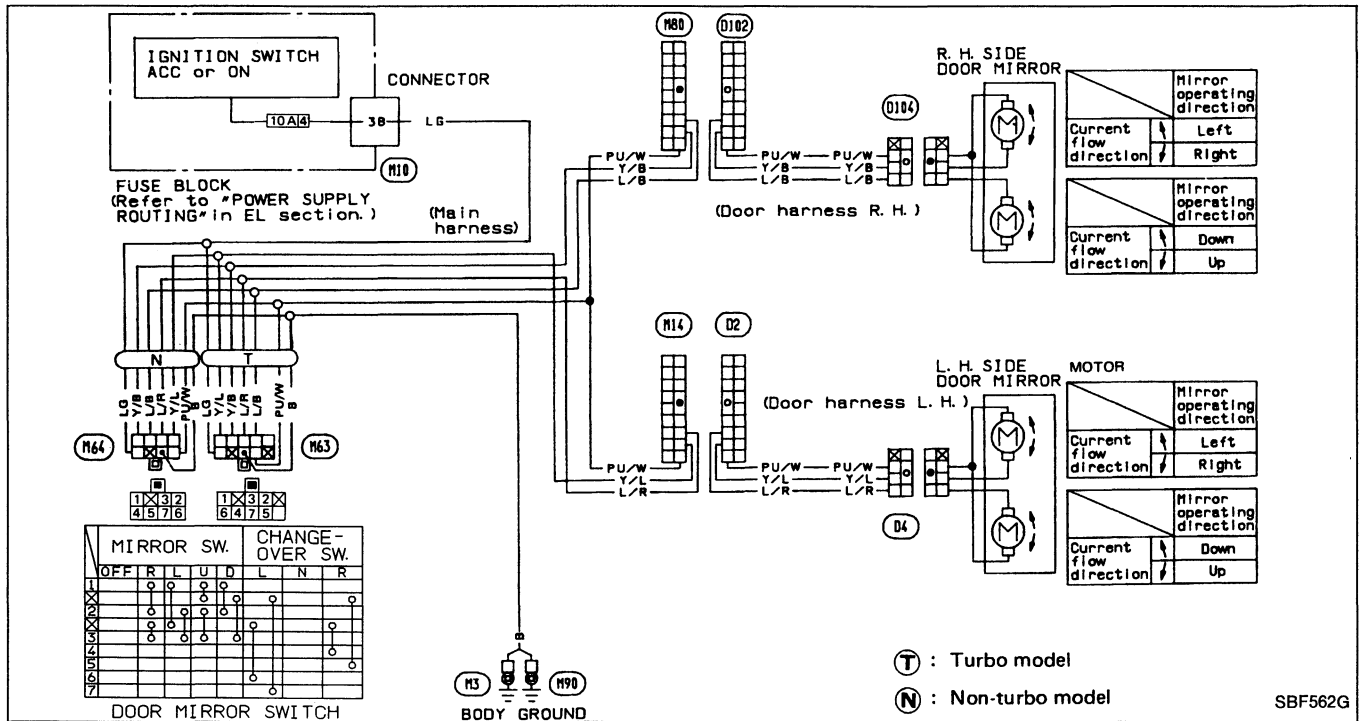 IGNITION SWITCH
ACC or ON
10A 4
3B
LG
CONNECTOR
M10
FUSE BLOCK
(Refer to "POWER SUPPLY
ROUTING" in EL section.)
(Main
harness)
M80
D102
PU/W
Y/B
L/B
PU/W PU/W
Y/B Y/B
L/B L/B
(Door harness R. H.)
D104
R. H. SIDE
DOOR MIRROR
M
M
Mirror
operating
direction
Current
flow
direction
Left
Right
Mirror
operating
direction
Current
flow
direction
Down
Up
M14
D2
PU/W
Y/L
L/R
PU/W PU/W
Y/L Y/L
L/R L/R
(Door harness L. H.)
D4
L. H. SIDE
DOOR MIRROR
MOTOR
M
M
Mirror
operating
direction
Current
flow
direction
Left
Right
Mirror
operating
direction
Current
flow
direction
Down
Up
N
T
LG Y/B L/B L/R Y/L PU/W B
LG Y/L Y/B L/R L/B PU/W B
M64
M63
1 3 2
4 5 7 6
1 3 2
6 4 7 5
MIRROR SW.
CHANGE-
OVER SW.
OFF R L U D L N R
1
2
3
4
5
6
7
DOOR MIRROR SWITCH
B
M3
M90
BODY GROUND
T : Turbo model
N : Non-turbo model
SBF562G